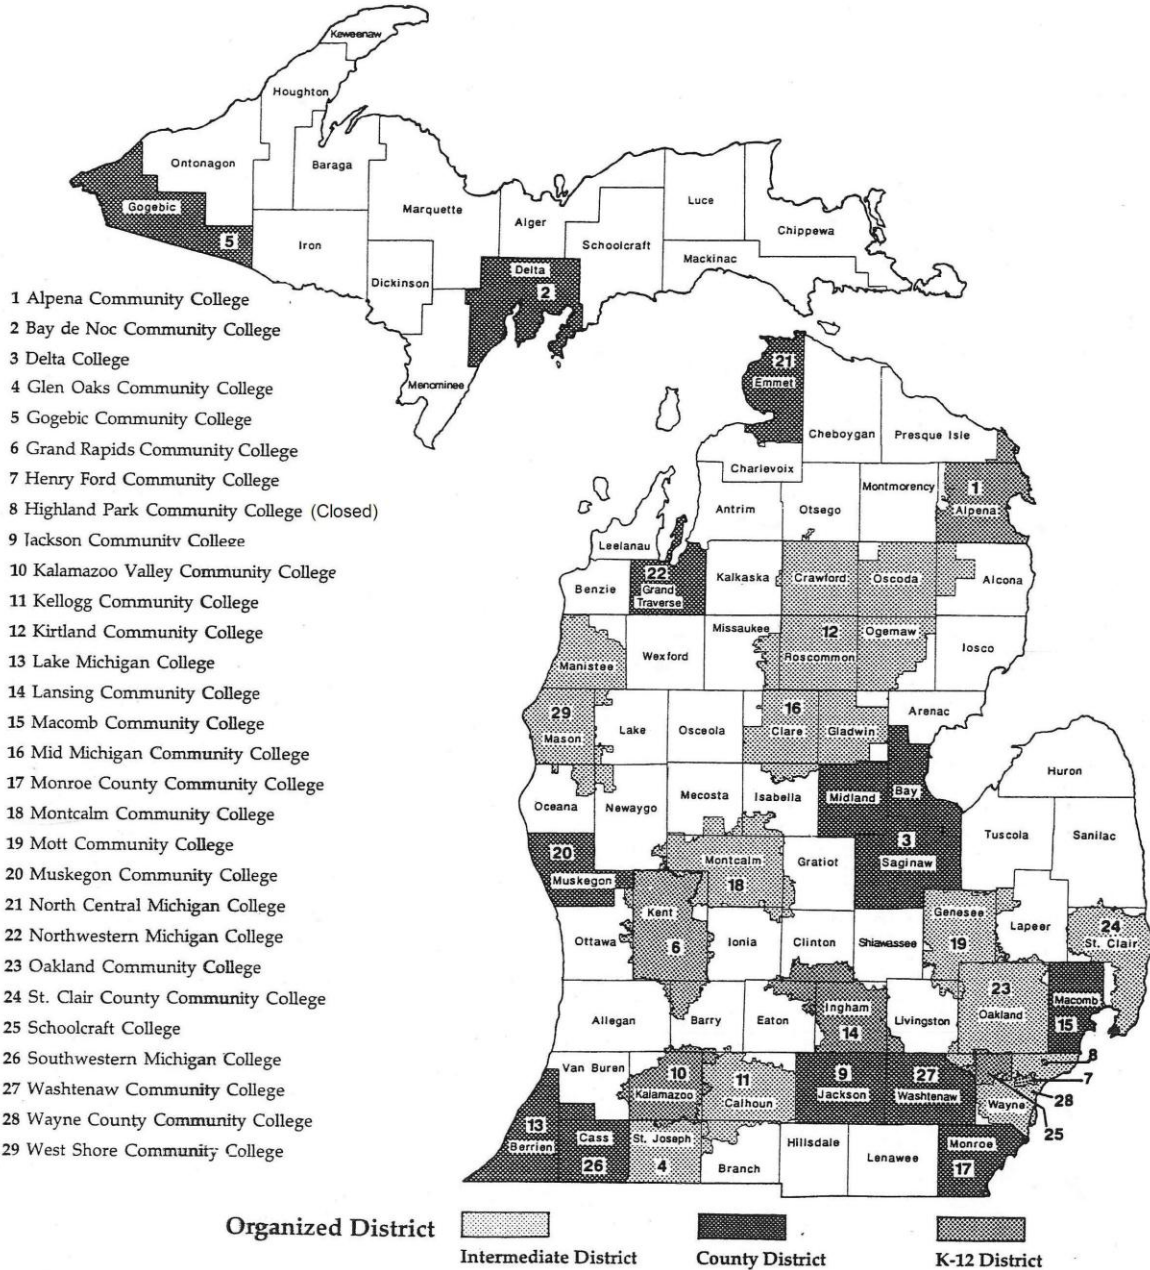 Keweenaw
Houghton
Ontonagon
Baraga
Gogebic
5
Marquette
Iron
Dickinson
Alger
Delta
2
Schoolcraft
Luce
Chippewa
Mackinac
Menominee
1 Alpena Community College
2 Bay de Noc Community College
3 Delta College
4 Glen Oaks Community College
5 Gogebic Community College
6 Grand Rapids Community College
7 Henry Ford Community College
8 Highland Park Community College (Closed)
9 Jackson Community College
10 Kalamazoo Valley Community College
11 Kellogg Community College
12 Kirtland Community College
13 Lake Michigan College
14 Lansing Community College
15 Macomb Community College
16 Mid Michigan Community College
17 Monroe County Community College
18 Montcalm Community College
19 Mott Community College
20 Muskegon Community College
21 North Central Michigan College
22 Northwestern Michigan College
23 Oakland Community College
24 St. Clair County Community College
25 Schoolcraft College
26 Southwestern Michigan College
27 Washtenaw Community College
28 Wayne County Community College
29 West Shore Community College
21
Emmet
Cheboygan
Presque Isle
Charlevoix
Antrim
Otsego
Montmorency
1
Alpena
Leelanau
Benzie
22
Grand
Traverse
Kalkaska
Crawford
Oscoda
Alcona
Manistee
Wexford
Missaukee
12
Roscommon
Ogemaw
Iosco
29
Mason
Lake
Osceola
16
Clare
Gladwin
Arenac
Oceana
Newaygo
Mecosta
Isabella
Midland
Bay
Huron
20
Muskegon
Montcalm
18
Gratiot
3
Saginaw
Tuscola
Sanilac
Ottawa
Kent
6
Ionia
Clinton
Shiawassee
Genesee
19
Lapeer
24
St. Clair
Allegan
Barry
Eaton
Ingham
14
Livingston
23
Oakland
Macomb
15
Van Buren
10
Kalamazoo
11
Calhoun
9
Jackson
27
Washtenaw
Wayne
8
7
28
25
13
Berrien
Cass
26
St. Joseph
4
Branch
Hillsdale
Lenawee
Monroe
17
Organized District
Intermediate District
County District
K-12 District